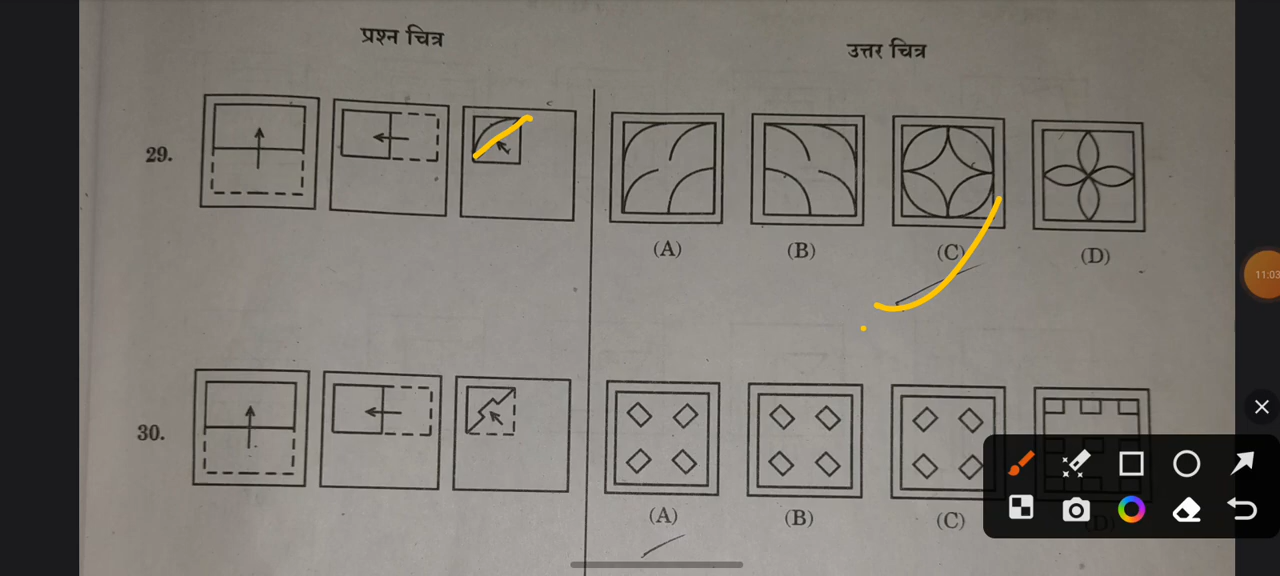 प्रश्न चित्र
उत्तर चित्र
29.
(A)
(B)
(C)
(D)
30.
(A)
(B)
(C)
(D)
11:03